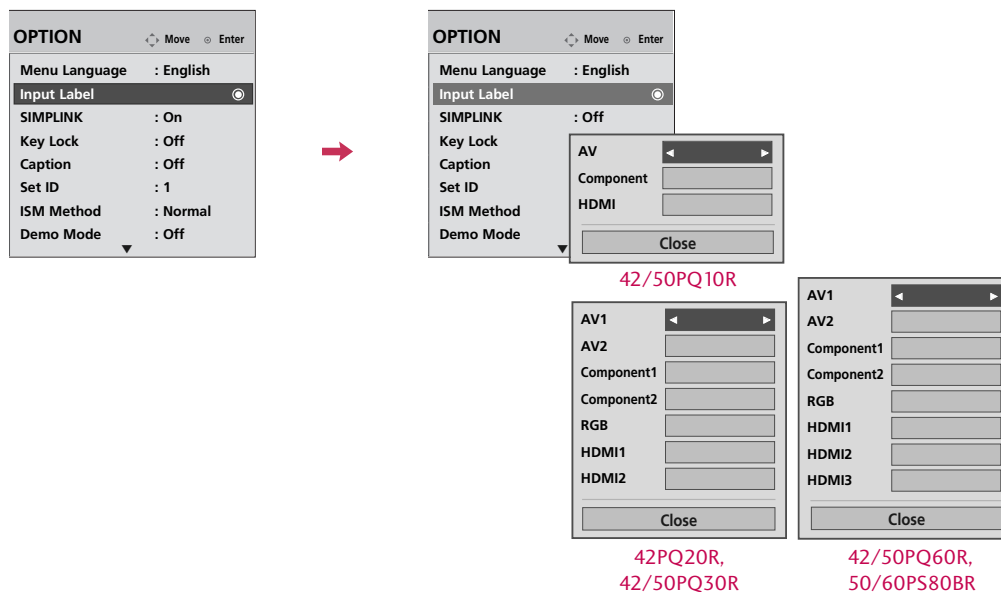 OPTION Move Enter
Menu Language : English
Input Label
SIMPLINK : On
Key Lock : Off
Caption : Off
Set ID : 1
ISM Method : Normal
Demo Mode : Off
OPTION Move Enter
Menu Language : English
Input Label
SIMPLINK : Off
Key Lock
Caption
Set ID
ISM Method
Demo Mode
AV
Component
HDMI
Close
42/50PQ10R
AV1
AV2
Component1
Component2
RGB
HDMI1
HDMI2
Close
42PQ20R,
42/50PQ30R
AV1
AV2
Component1
Component2
RGB
HDMI1
HDMI2
HDMI3
Close
42/50PQ60R,
50/60PS80BR